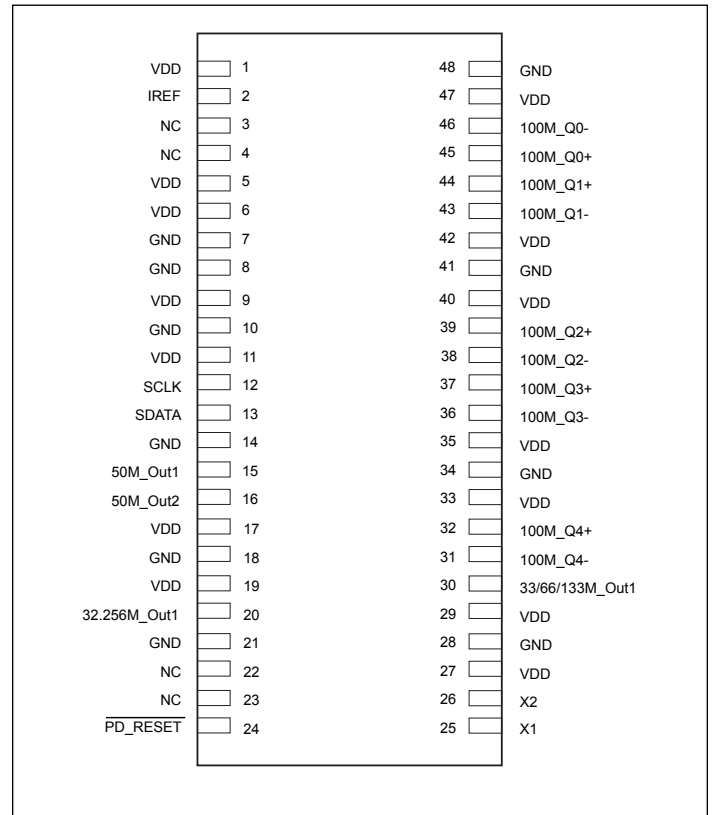 VDD 1 48 GND
IREF 2 47 VDD
NC 3 46 100M_Q0-
NC 4 45 100M_Q0+
VDD 5 44 100M_Q1+
VDD 6 43 100M_Q1-
GND 7 42 VDD
GND 8 41 GND
VDD 9 40 VDD
GND 10 39 100M_Q2+
VDD 11 38 100M_Q2-
SCLK 12 37 100M_Q3+
SDATA 13 36 100M_Q3-
GND 14 35 VDD
50M_Out1 15 34 GND
50M_Out2 16 33 VDD
VDD 17 32 100M_Q4+
GND 18 31 100M_Q4-
VDD 19 30 33/66/133M_Out1
32.256M_Out1 20 29 VDD
GND 21 28 GND
NC 22 27 VDD
NC 23 26 X2
PD_RESET 24 25 X1